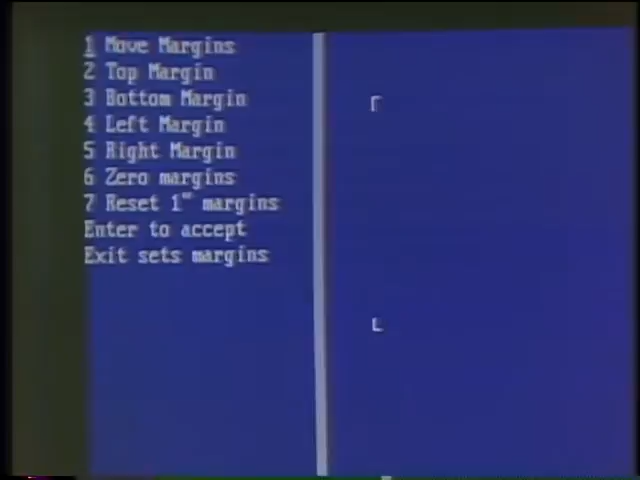 1 Move Margins
2 Top Margin
3 Bottom Margin
4 Left Margin
5 Right Margin
6 Zero margins
7 Reset 1" margins
Enter to accept
Exit sets margins